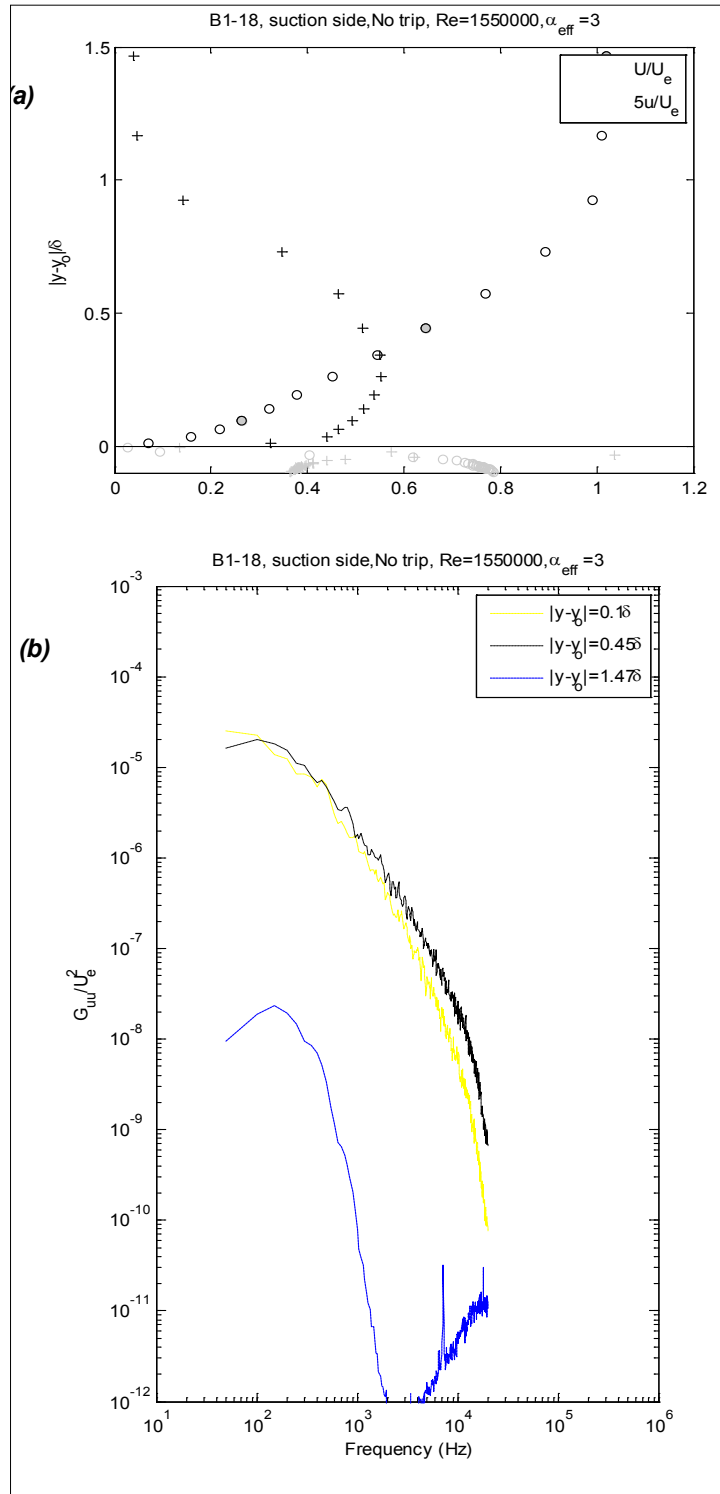 B1-18, suction side,No trip, Re=1550000,α_eff =3
(a)
1.5
1
0.5
0
|y-y_o|/δ
U/U_e
5u/U_e
0 0.2 0.4 0.6 0.8 1 1.2
B1-18, suction side,No trip, Re=1550000,α_eff =3
(b)
|y-y_o|=0.1δ
|y-y_o|=0.45δ
|y-y_o|=1.47δ
10^-3
10^-4
10^-5
10^-6
10^-7
10^-8
10^-9
10^-10
10^-11
10^-12
G_uu/U_e^2
10^1 10^2 10^3 10^4 10^5 10^6
Frequency (Hz)